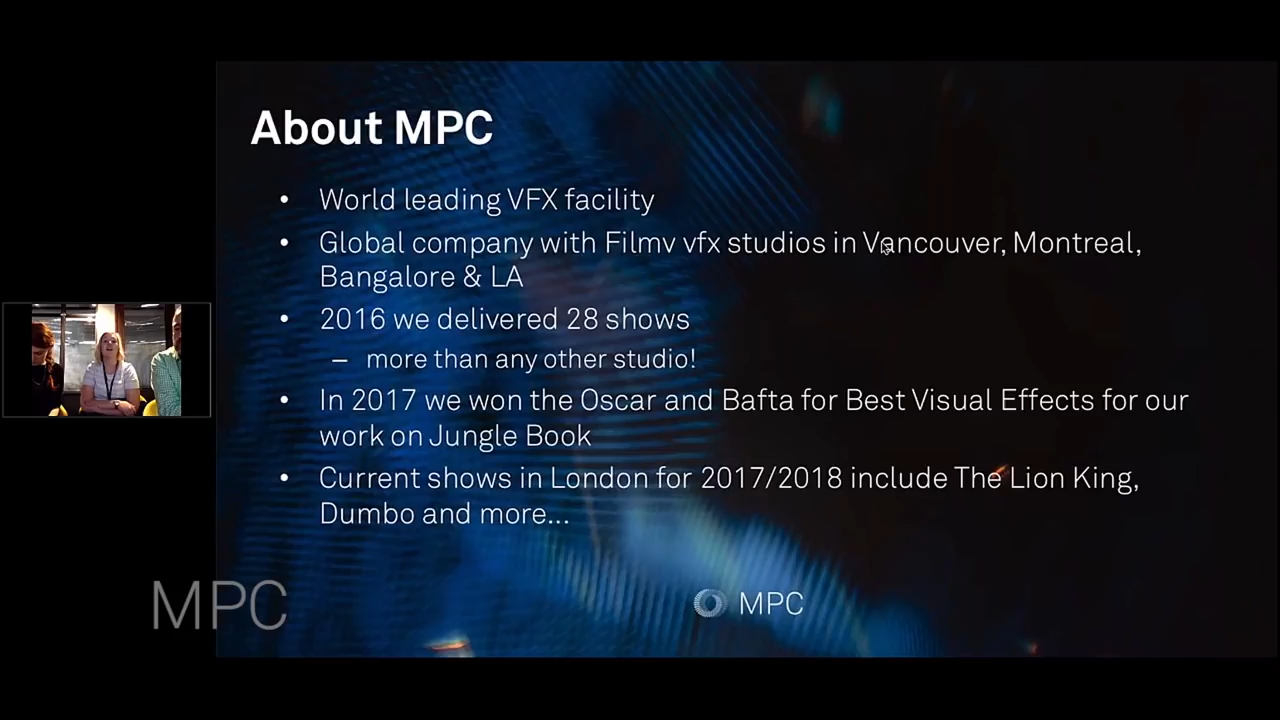 About MPC
• World leading VFX facility
• Global company with Filmv vfx studios in Vancouver, Montreal,
Bangalore & LA
• 2016 we delivered 28 shows
– more than any other studio!
• In 2017 we won the Oscar and Bafta for Best Visual Effects for our
work on Jungle Book
• Current shows in London for 2017/2018 include The Lion King,
Dumbo and more...
MPC
MPC